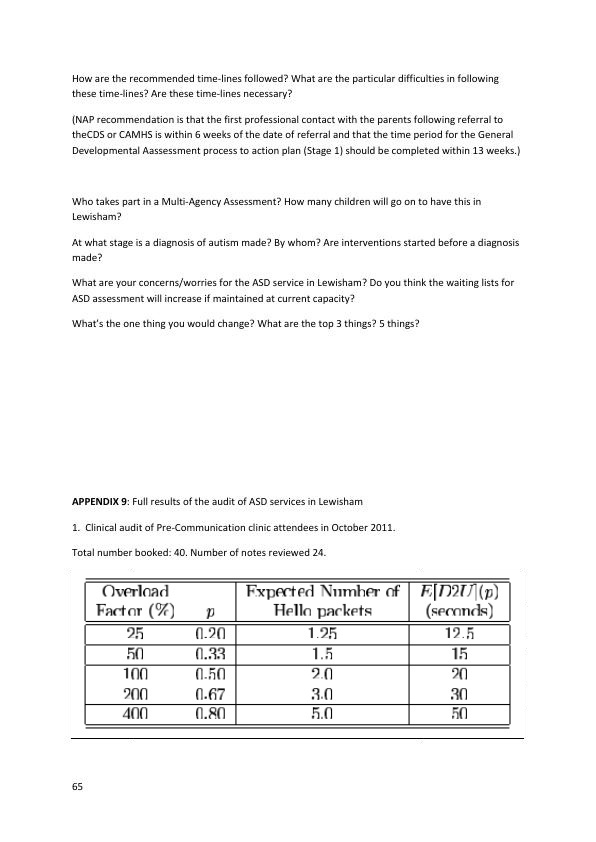 How are the recommended time-lines followed? What are the particular difficulties in following
these time-lines? Are these time-lines necessary?
(NAP recommendation is that the first professional contact with the parents following referral to
theCDS or CAMHS is within 6 weeks of the date of referral and that the time period for the General
Developmental Aassessment process to action plan (Stage 1) should be completed within 13 weeks.)
Who takes part in a Multi-Agency Assessment? How many children will go on to have this in
Lewisham?
At what stage is a diagnosis of autism made? By whom? Are interventions started before a diagnosis
made?
What are your concerns/worries for the ASD service in Lewisham? Do you think the waiting lists for
ASD assessment will increase if maintained at current capacity?
What's the one thing you would change? What are the top 3 things? 5 things?
APPENDIX 9: Full results of the audit of ASD services in Lewisham
1. Clinical audit of Pre-Communication clinic attendees in October 2011.
Total number booked: 40. Number of notes reviewed 24.
Overload Expected Number of E[D2U](p)
Factor (%) p Hello packets (seconds)
25 0.20 1.25 12.5
50 0.33 1.5 15
100 0.50 2.0 20
200 0.67 3.0 30
400 0.80 5.0 50
65